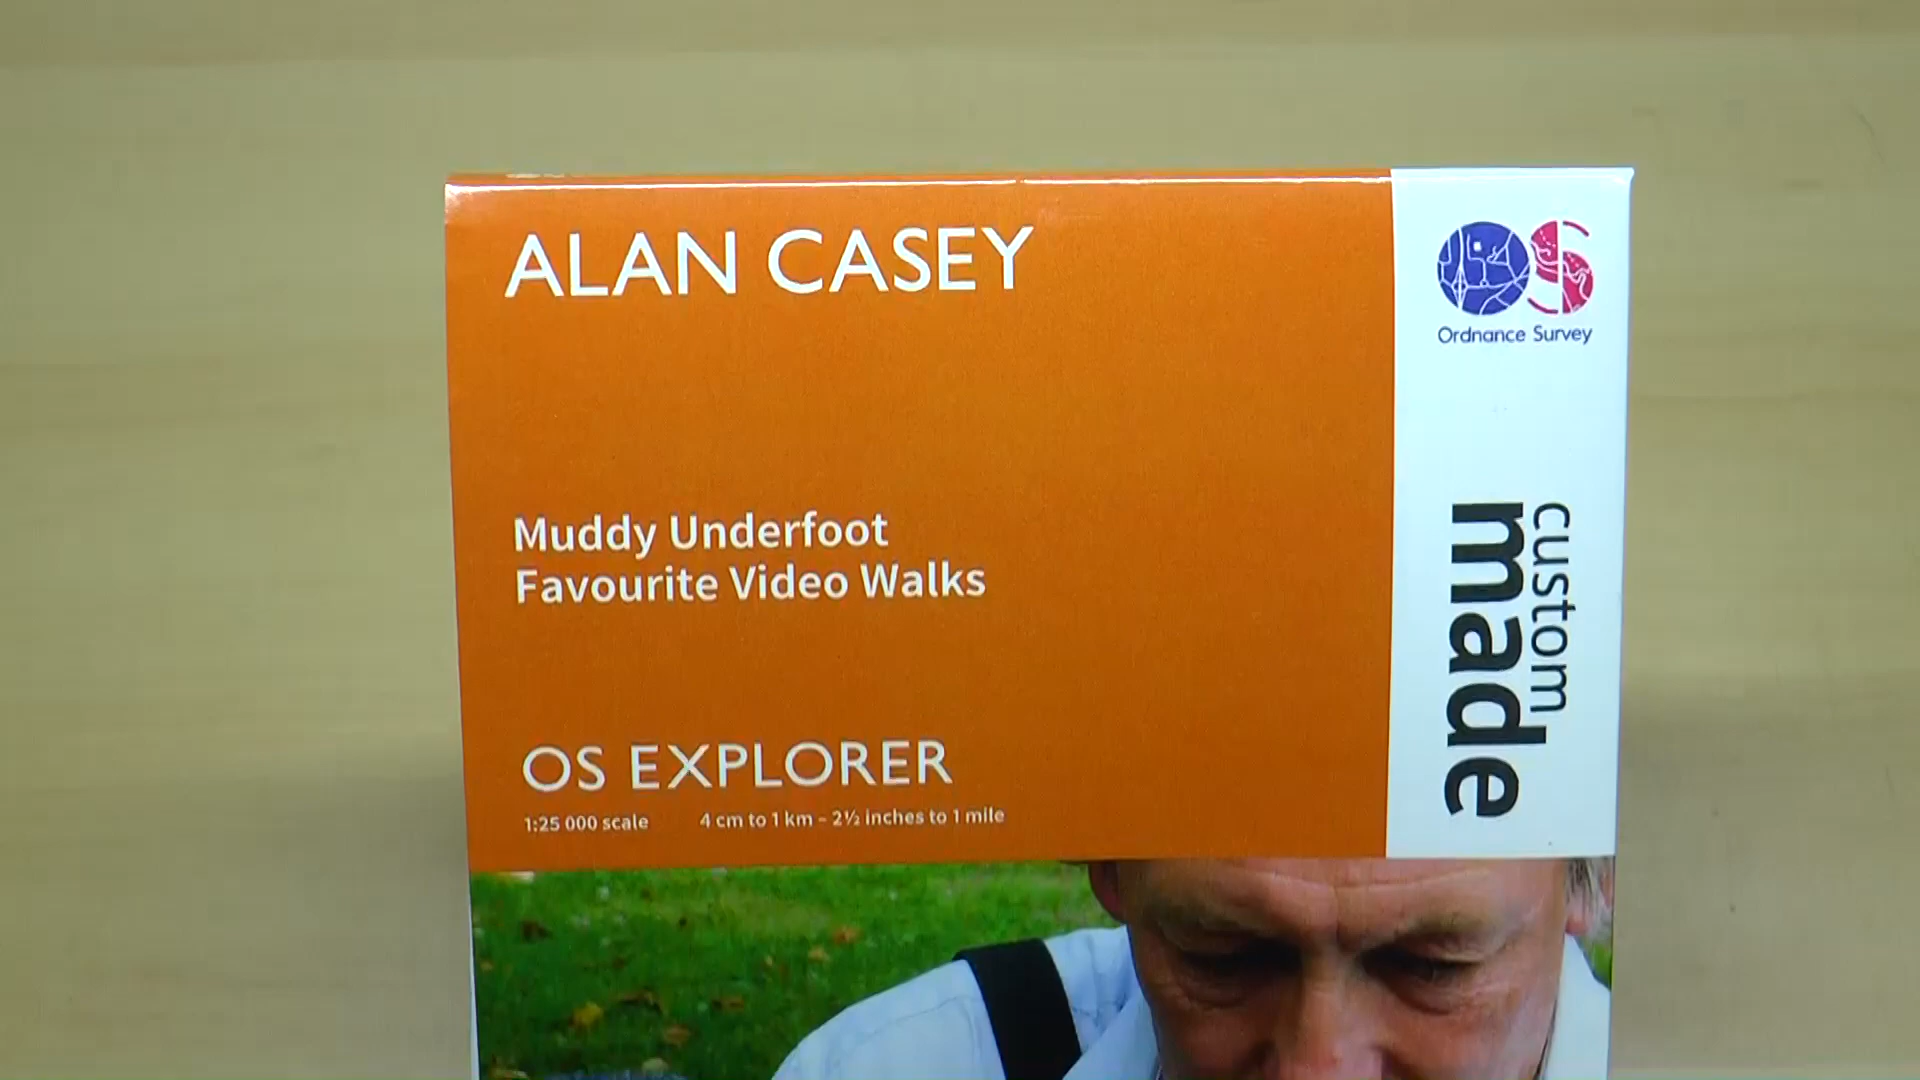 ALAN CASEY
OS
Ordnance Survey
custom
made
Muddy Underfoot
Favourite Video Walks
OS EXPLORER
1:25 000 scale 4 cm to 1 km – 2½ inches to 1 mile